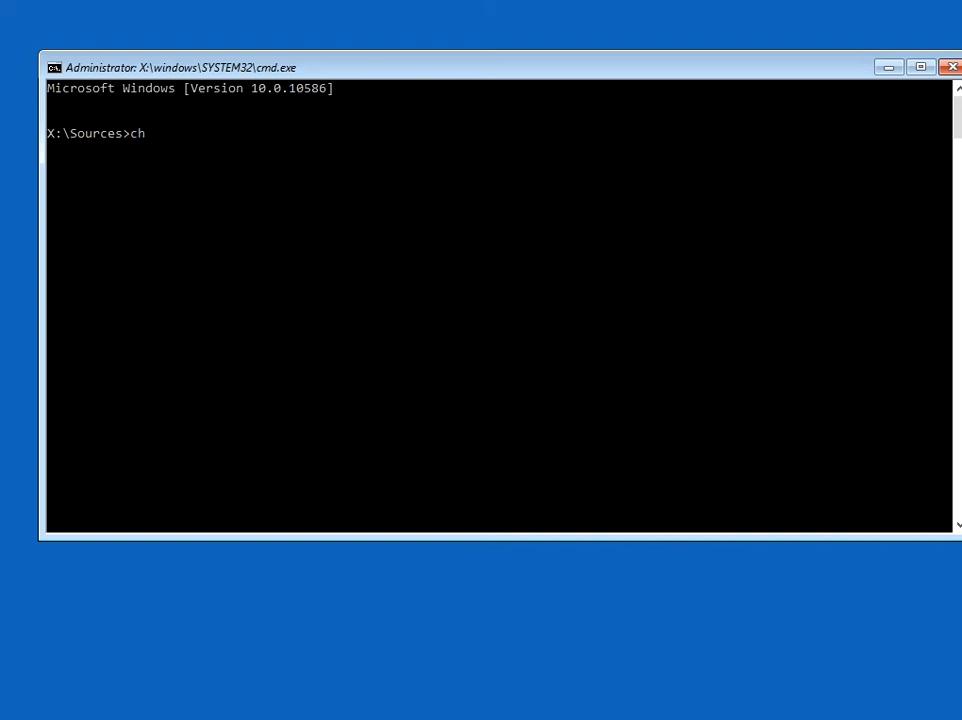 Administrator: X:\windows\SYSTEM32\cmd.exe
Microsoft Windows [Version 10.0.10586]
X:\Sources>ch